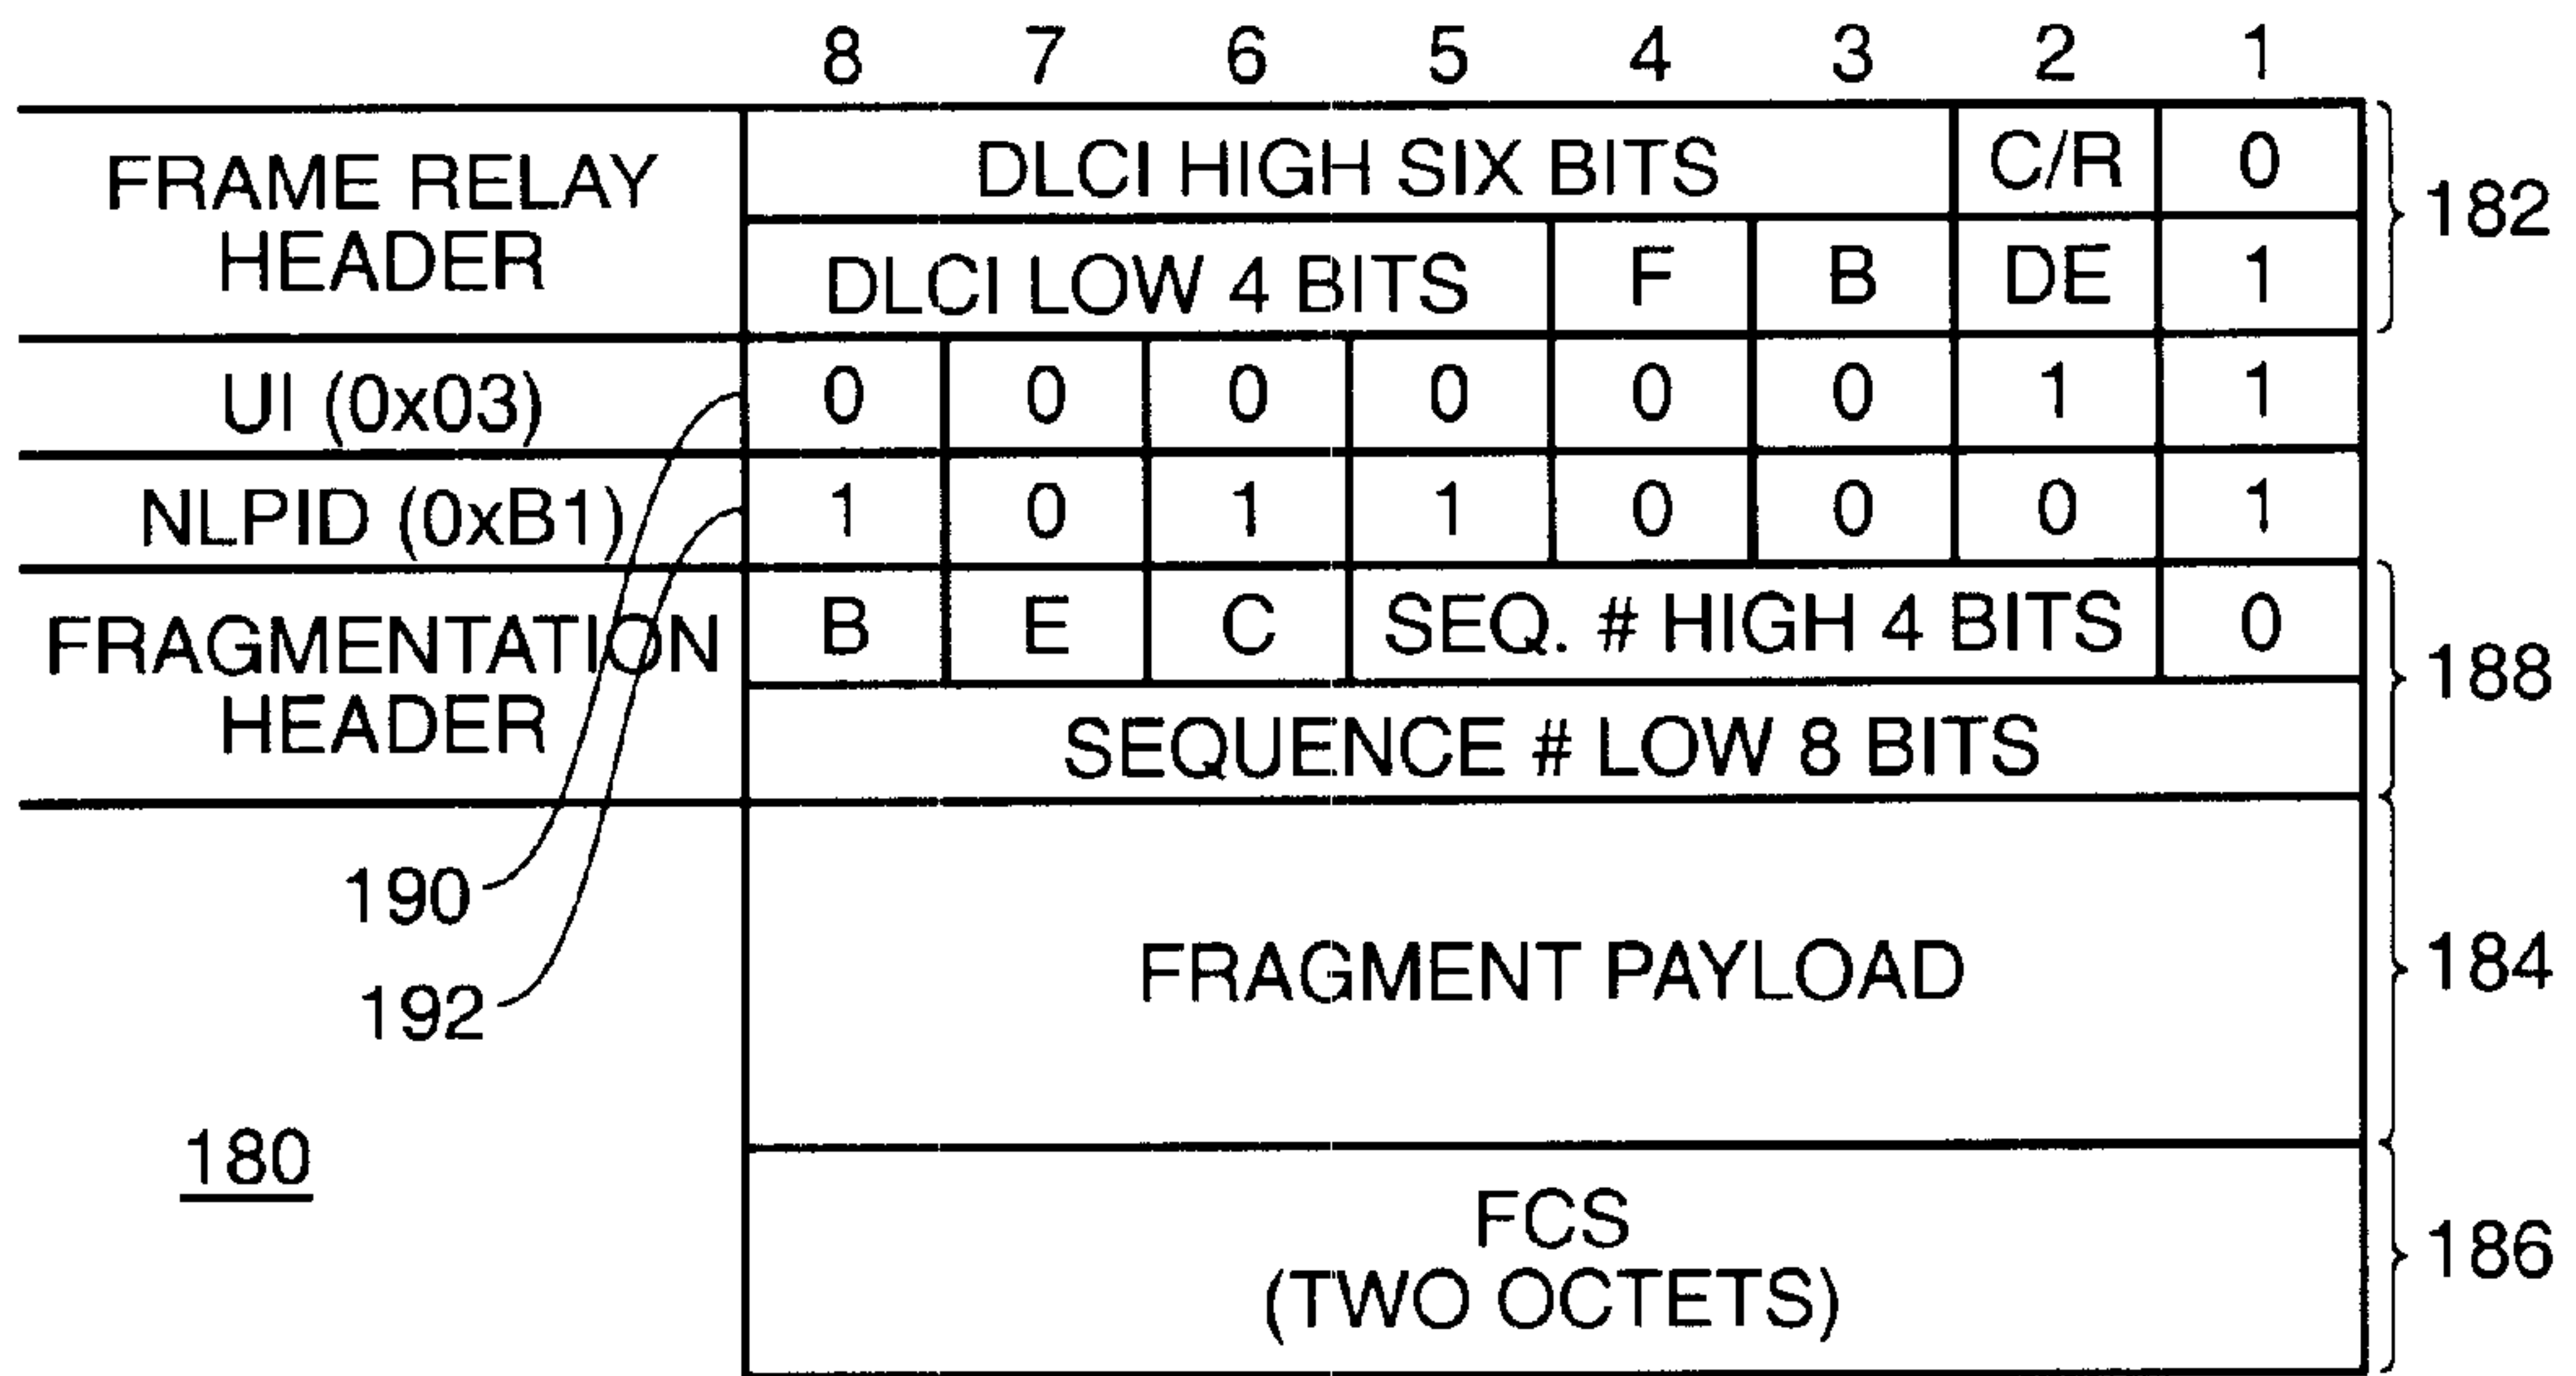 8 7 6 5 4 3 2 1
FRAME RELAY
HEADER
DLCI HIGH SIX BITS C/R 0
182
DLCI LOW 4 BITS F B DE 1
UI (0x03) 0 0 0 0 0 0 1 1
NLPID (0xB1) 1 0 1 1 0 0 0 1
FRAGMENTATION
HEADER
B E C SEQ. # HIGH 4 BITS 0
188
SEQUENCE # LOW 8 BITS
190
192
FRAGMENT PAYLOAD
184
180
FCS
(TWO OCTETS)
186